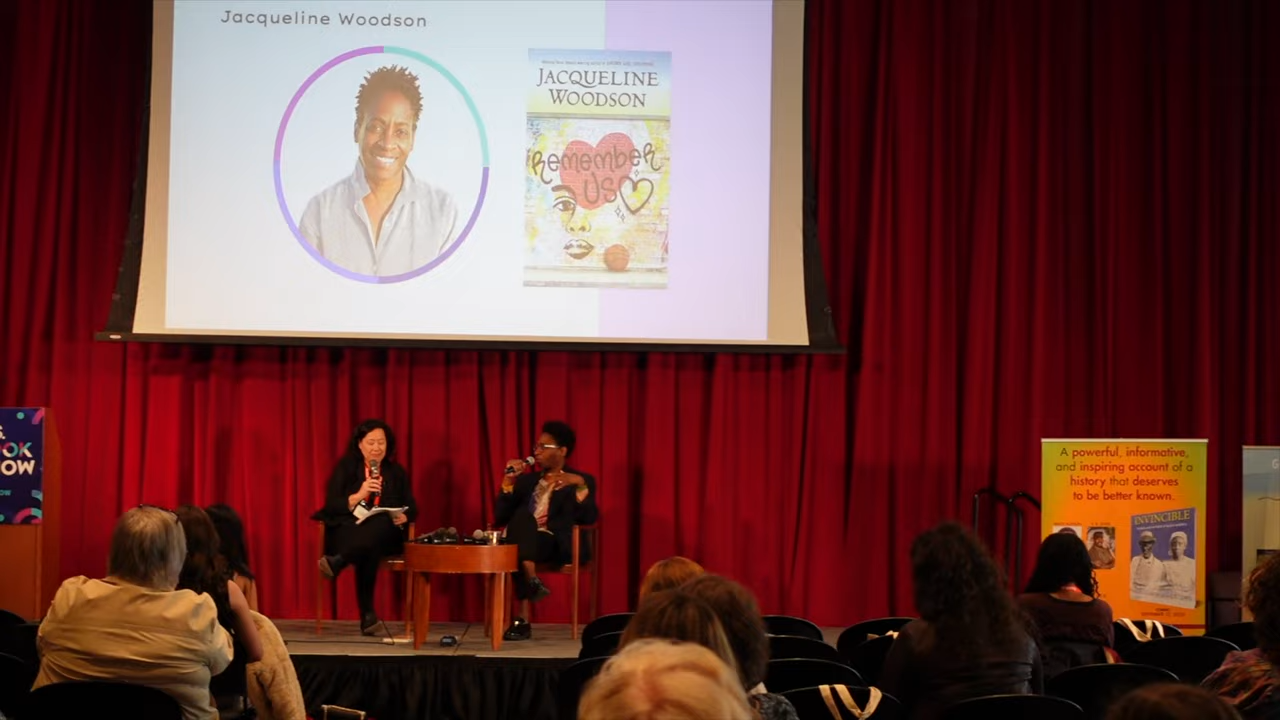 Jacqueline Woodson
JACQUELINE
WOODSON
Remember
US
OOK
OW
OW
A powerful, informative,
and inspiring account of a
history that deserves
to be better known.
INVINCIBLE